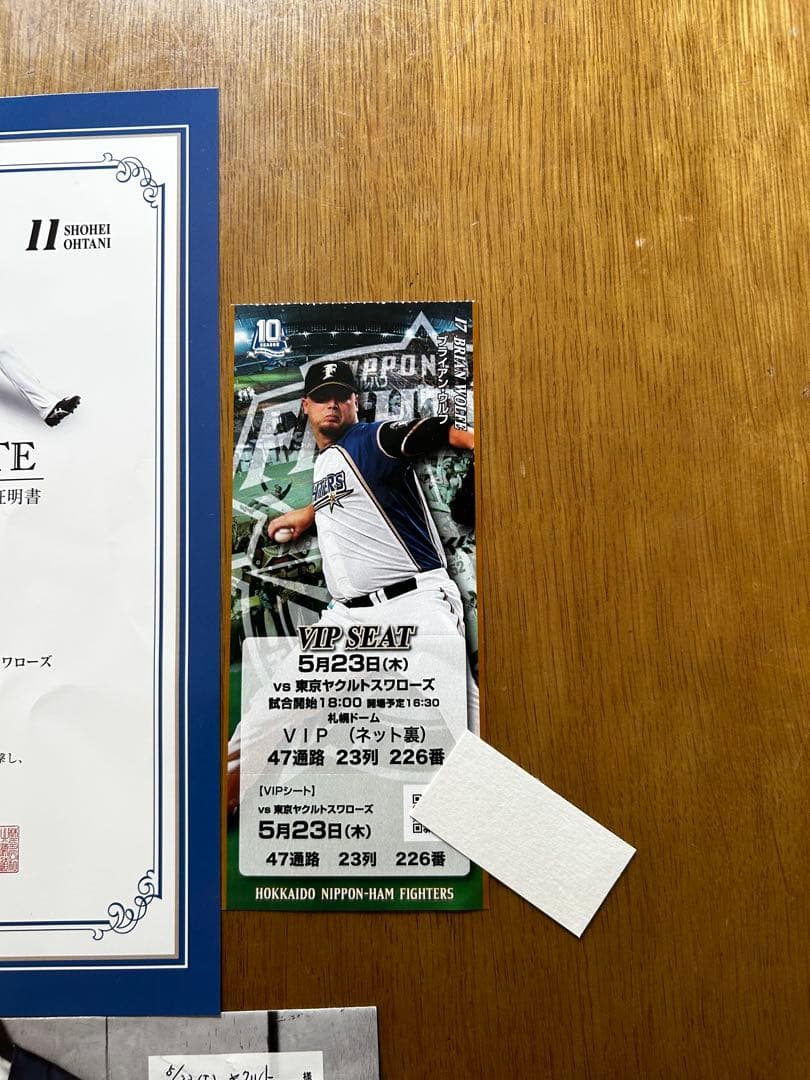 11 SHOHEI
OHTANI
TE
証明書
ワローズ
撃し、
10
SEASON
17 BRIAN WOLFE
ブライアン・ウルフ
NIPPON
VIP SEAT
5月23日(木)
vs 東京ヤクルトスワローズ
試合開始18:00 開場予定16:30
札幌ドーム
VIP (ネット裏)
47通路 23列 226番
【VIPシート】
vs 東京ヤクルトスワローズ
5月23日(木)
47通路 23列 226番
HOKKAIDO NIPPON-HAM FIGHTERS
様